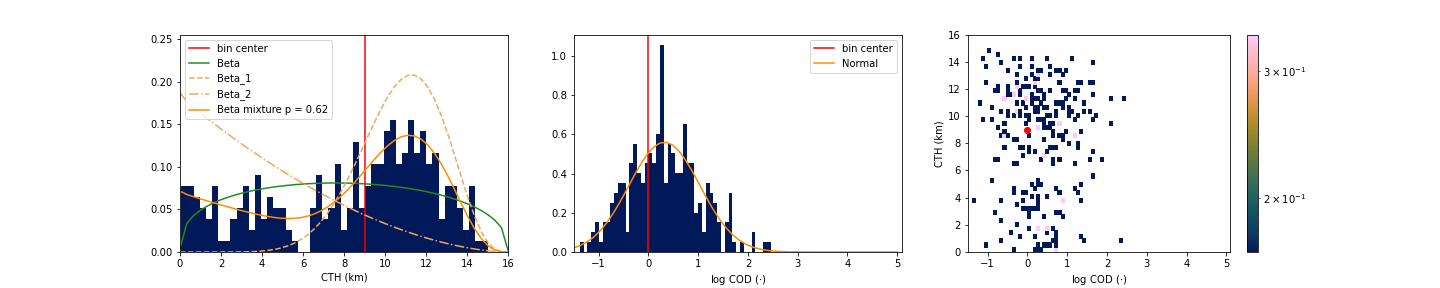 0.25
0.20
0.15
0.10
0.05
0.00
0 2 4 6 8 10 12 14 16
CTH (km)
bin center
Beta
Beta_1
Beta_2
Beta mixture p = 0.62
1.0
0.8
0.6
0.4
0.2
0.0
−1 0 1 2 3 4 5
log COD (·)
bin center
Normal
16
14
12
10
8
6
4
2
0
CTH (km)
−1 0 1 2 3 4 5
log COD (·)
3 × 10⁻¹
2 × 10⁻¹